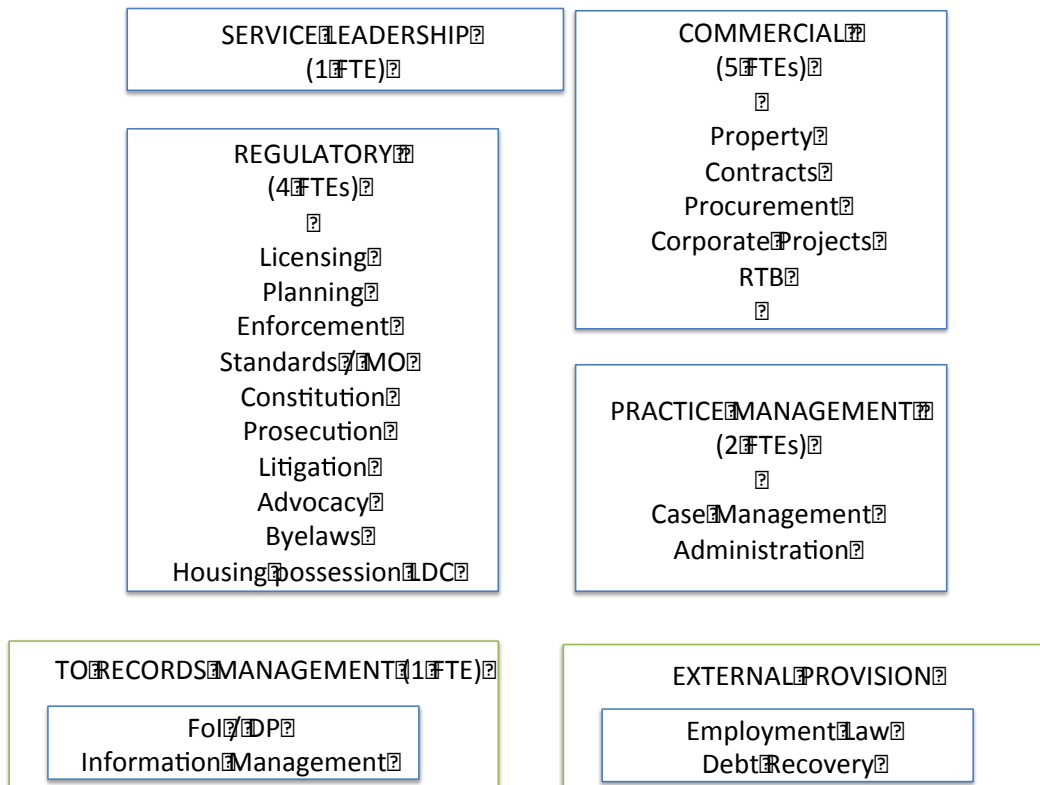 SERVICE LEADERSHIP
(1 FTE)
REGULATORY
(4 FTEs)
Licensing
Planning
Enforcement
Standards / MO
Constitution
Prosecution
Litigation
Advocacy
Byelaws
Housing possession LDC
COMMERCIAL
(5 FTEs)
Property
Contracts
Procurement
Corporate Projects
RTB
PRACTICE MANAGEMENT
(2 FTEs)
Case Management
Administration
TO RECORDS MANAGEMENT (1 FTE)
FoI / DP
Information Management
EXTERNAL PROVISION
Employment Law
Debt Recovery